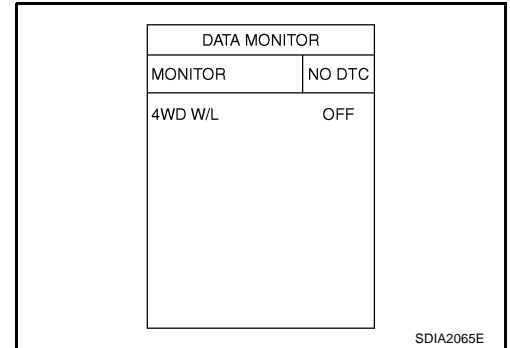 DATA MONITOR
MONITOR NO DTC
4WD W/L OFF
SDIA2065E